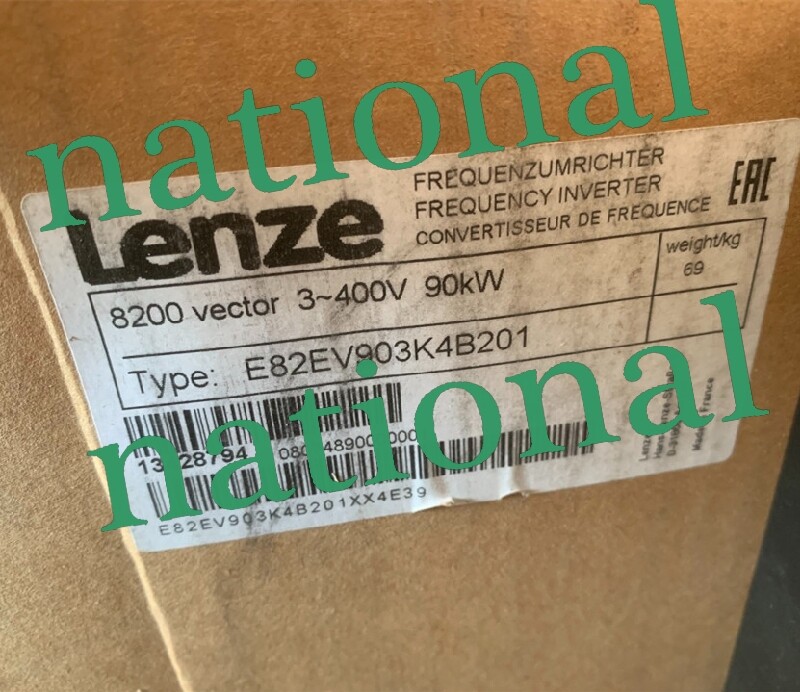 national
Lenze
FREQUENZUMRICHTER
FREQUENCY INVERTER
CONVERTISSEUR DE FREQUENCE
EAC
8200 vector 3~400V 90kW
weight/kg
69
Type: E82EV903K4B201
national
E82EV903K4B201XX4E39
France